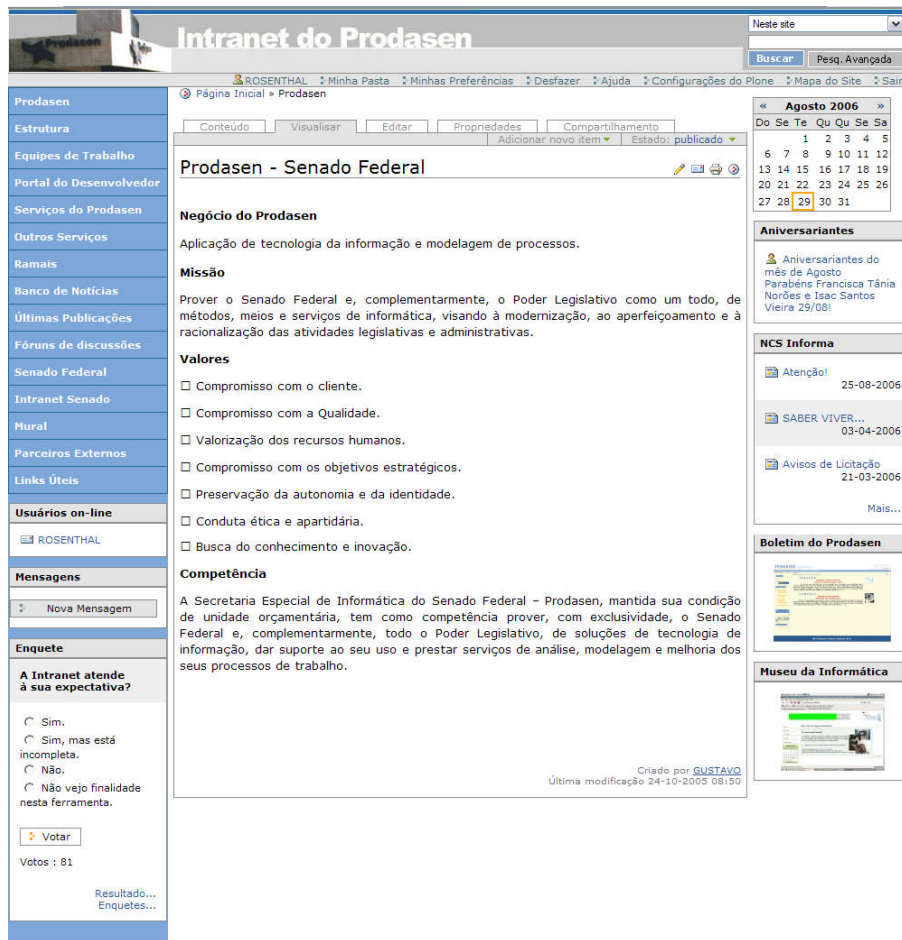 Prodasen
Intranet do Prodasen
Neste site
Buscar
Pesq. Avançada
ROSENTHAL Minha Pasta Minhas Preferências Desfazer Ajuda Configurações do Plone Mapa do Site Sair
Prodasen
Estrutura
Equipes de Trabalho
Portal do Desenvolvedor
Serviços do Prodasen
Outros Serviços
Ramais
Banco de Notícias
Últimas Publicações
Fóruns de discussões
Senado Federal
Intranet Senado
Mural
Parceiros Externos
Links Úteis
Usuários on-line
ROSENTHAL
Mensagens
Nova Mensagem
Enquete
A Intranet atende
à sua expectativa?
Sim.
Sim, mas está
incompleta.
Não.
Não vejo finalidade
nesta ferramenta.
Votar
Votos : 81
Resultado...
Enquetes...
Página Inicial » Prodasen
Conteúdo Visualisar Editar Propriedades Compartilhamento
Adicionar novo item Estado: publicado
Prodasen - Senado Federal
Negócio do Prodasen
Aplicação de tecnologia da informação e modelagem de processos.
Missão
Prover o Senado Federal e, complementarmente, o Poder Legislativo como um todo, de
métodos, meios e serviços de informática, visando à modernização, ao aperfeiçoamento e à
racionalização das atividades legislativas e administrativas.
Valores
☐ Compromisso com o cliente.
☐ Compromisso com a Qualidade.
☐ Valorização dos recursos humanos.
☐ Compromisso com os objetivos estratégicos.
☐ Preservação da autonomia e da identidade.
☐ Conduta ética e apartidária.
☐ Busca do conhecimento e inovação.
Competência
A Secretaria Especial de Informática do Senado Federal – Prodasen, mantida sua condição
de unidade orçamentária, tem como competência prover, com exclusividade, o Senado
Federal e, complementarmente, todo o Poder Legislativo, de soluções de tecnologia de
informação, dar suporte ao seu uso e prestar serviços de análise, modelagem e melhoria dos
seus processos de trabalho.
Criado por GUSTAVO
Última modificação 24-10-2005 08:50
« Agosto 2006 »
Do Se Te Qu Qu Se Sa
1 2 3 4 5
6 7 8 9 10 11 12
13 14 15 16 17 18 19
20 21 22 23 24 25 26
27 28 29 30 31
Aniversariantes
Aniversariantes do
mês de Agosto
Parabéns Francisca Tânia
Norões e Isac Santos
Vieira 29/08!
NCS Informa
Atenção!
25-08-2006
SABER VIVER...
03-04-2006
Avisos de Licitação
21-03-2006
Mais...
Boletim do Prodasen
Museu da Informática